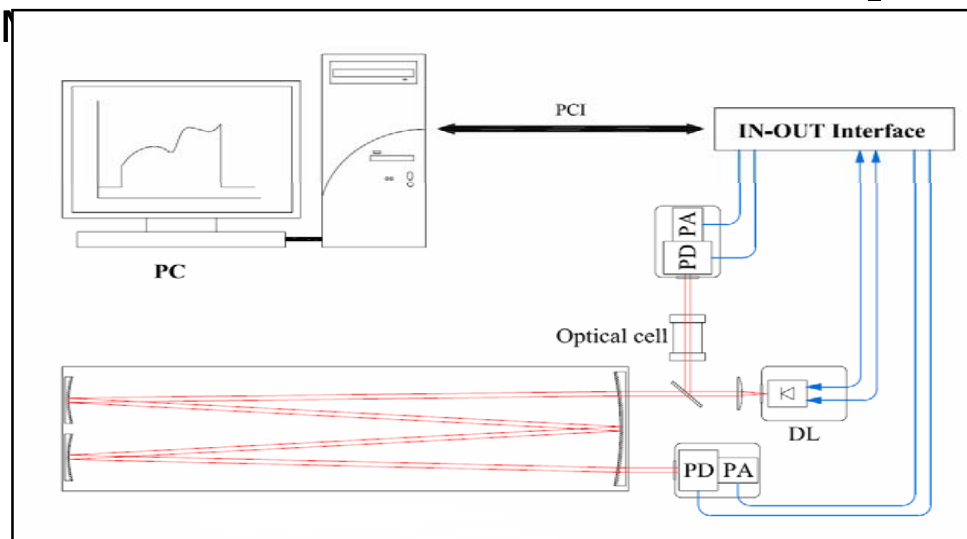 PCI
IN-OUT Interface
PA
PD
PC
Optical cell
DL
PD PA